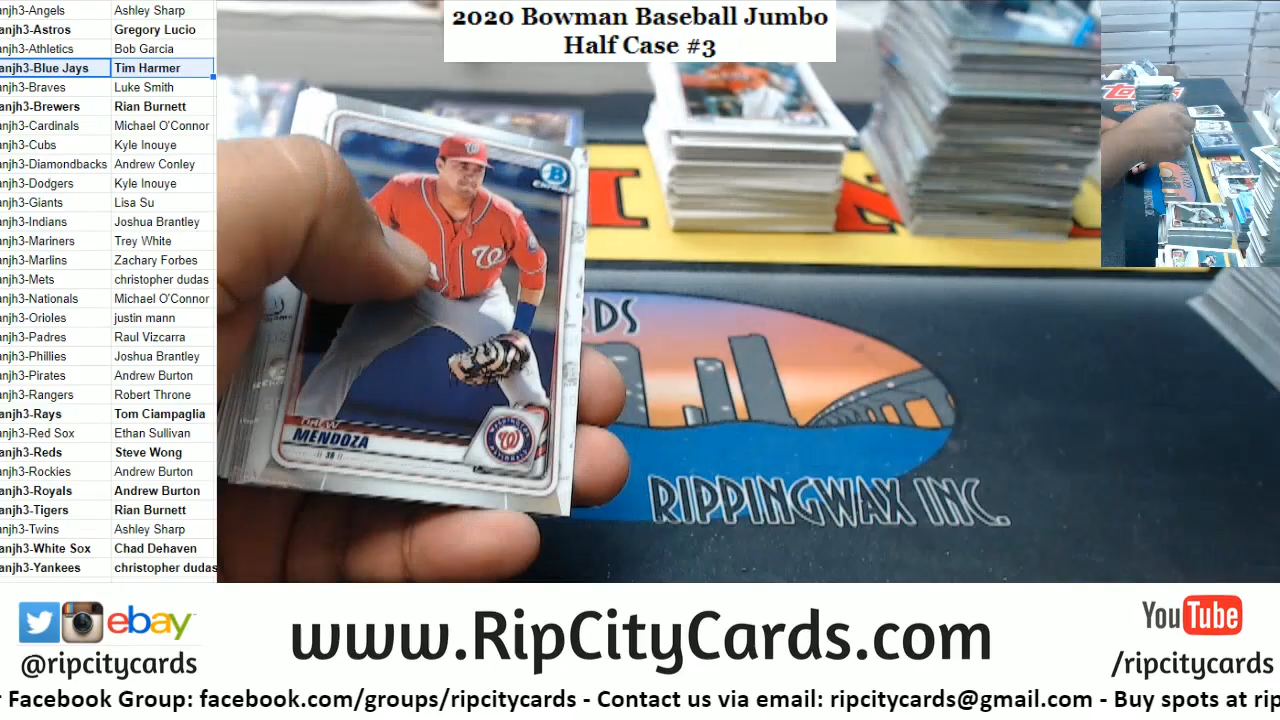 2020 Bowman Baseball Jumbo
Half Case #3
anjh3-Angels Ashley Sharp
anjh3-Astros Gregory Lucio
anjh3-Athletics Bob Garcia
anjh3-Blue Jays Tim Harmer
anjh3-Braves Luke Smith
anjh3-Brewers Rian Burnett
anjh3-Cardinals Michael O'Connor
anjh3-Cubs Kyle Inouye
anjh3-Diamondbacks Andrew Conley
anjh3-Dodgers Kyle Inouye
anjh3-Giants Lisa Su
anjh3-Indians Joshua Brantley
anjh3-Mariners Trey White
anjh3-Marlins Zachary Forbes
anjh3-Mets christopher dudas
anjh3-Nationals Michael O'Connor
anjh3-Orioles justin mann
anjh3-Padres Raul Vizcarra
anjh3-Phillies Joshua Brantley
anjh3-Pirates Andrew Burton
anjh3-Rangers Robert Throne
anjh3-Rays Tom Ciampaglia
anjh3-Red Sox Ethan Sullivan
anjh3-Reds Steve Wong
anjh3-Rockies Andrew Burton
anjh3-Royals Andrew Burton
anjh3-Tigers Rian Burnett
anjh3-Twins Ashley Sharp
anjh3-White Sox Chad Dehaven
anjh3-Yankees christopher dudas
B
W
DREW
MENDOZA
3B
W
RDS
RIPPINGWAX INC.
Topps
ebay
@ripcitycards
www.RipCityCards.com
You Tube
/ripcitycards
r Facebook Group: facebook.com/groups/ripcitycards - Contact us via email: ripcitycards@gmail.com - Buy spots at rip